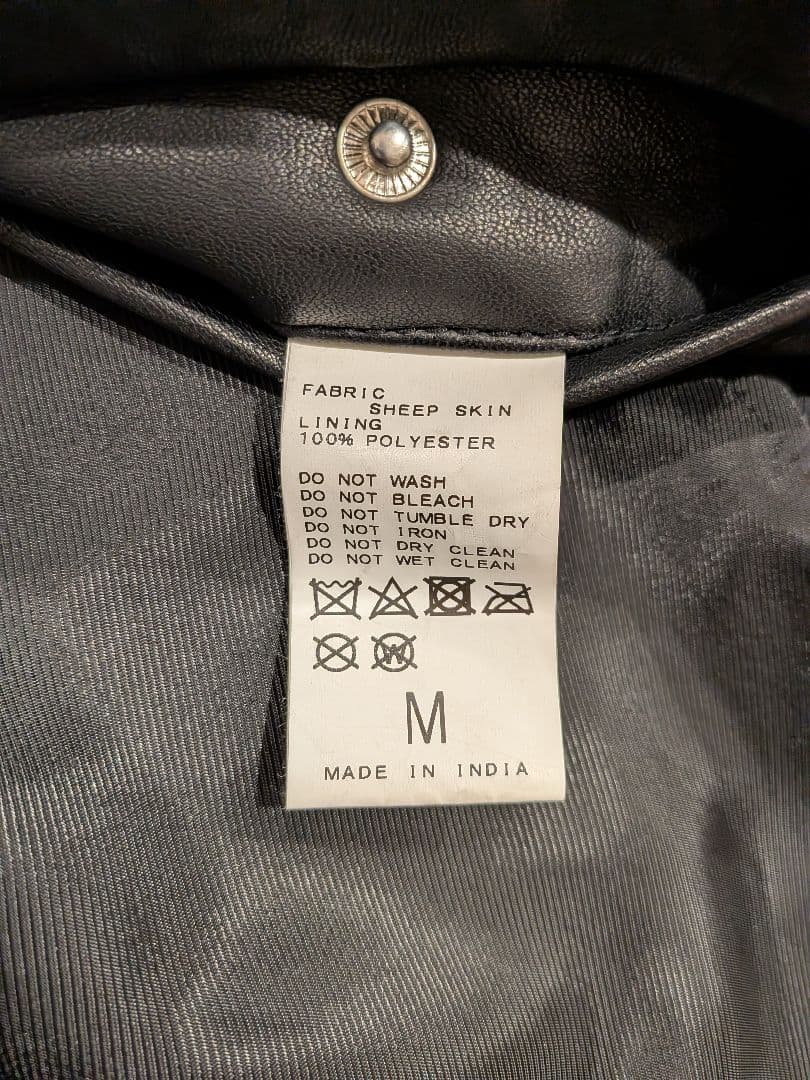 FABRIC
SHEEP SKIN
LINING
100% POLYESTER
DO NOT WASH
DO NOT BLEACH
DO NOT TUMBLE DRY
DO NOT IRON
DO NOT DRY CLEAN
DO NOT WET CLEAN
W
M
MADE IN INDIA